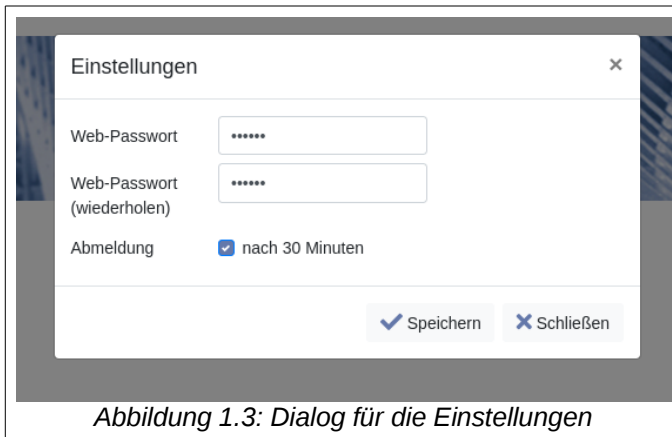 Einstellungen ×
Web-Passwort ••••••
Web-Passwort ••••••
(wiederholen)
Abmeldung nach 30 Minuten
Speichern Schließen
Abbildung 1.3: Dialog für die Einstellungen